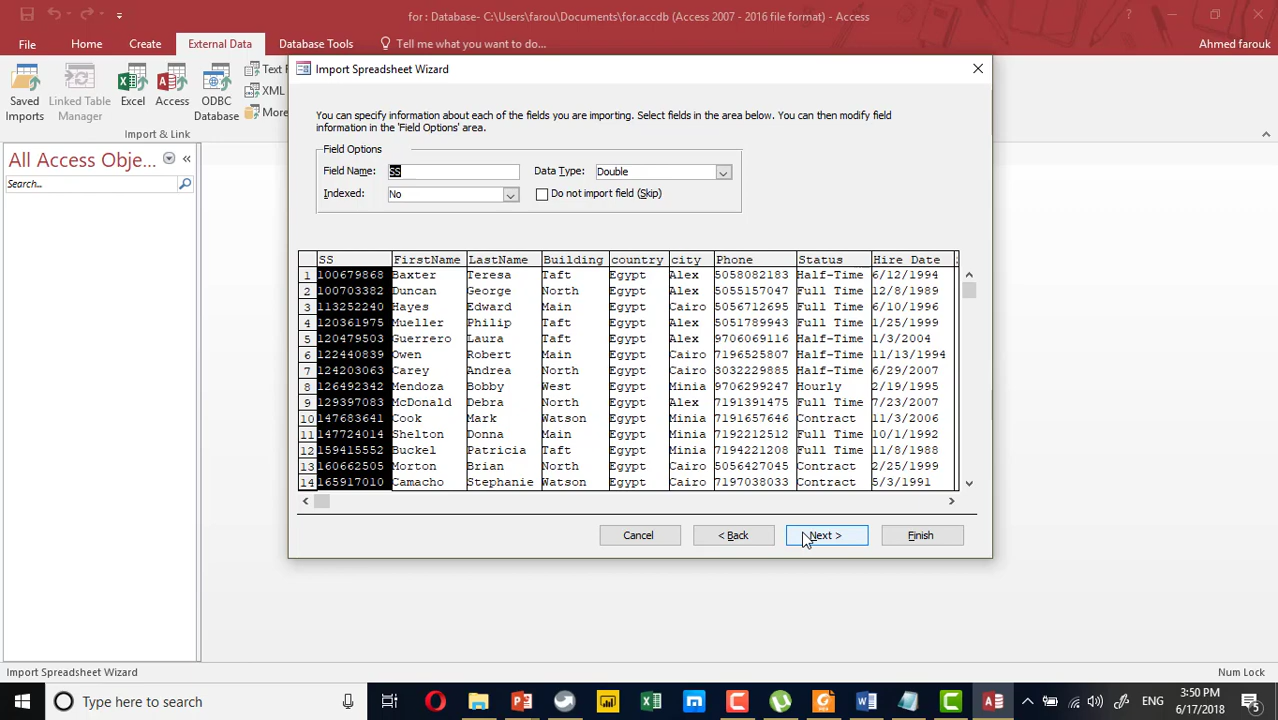 for : Database- C:\Users\farou\Documents\for.accdb (Access 2007 - 2016 file format) - Access
File Home Create External Data Database Tools Tell me what you want to do... Ahmed farouk
Saved Imports
Linked Table Manager
Excel
Access
ODBC Database
Text F
XML
More
Import & Link
All Access Obje...
Search...
Import Spreadsheet Wizard
You can specify information about each of the fields you are importing. Select fields in the area below. You can then modify field
information in the 'Field Options' area.
Field Options
Field Name: SS Data Type: Double
Indexed: No Do not import field (Skip)
SS FirstName LastName Building country city Phone Status Hire Date
1 100679868 Baxter Teresa Taft Egypt Alex 5058082183 Half-Time 6/12/1994
2 100703382 Duncan George North Egypt Alex 5055157047 Full Time 12/8/1989
3 113252240 Hayes Edward Main Egypt Cairo 5056712695 Full Time 6/10/1996
4 120361975 Mueller Philip Taft Egypt Alex 5051789943 Full Time 1/25/1999
5 120479503 Guerrero Laura Taft Egypt Alex 9706069116 Half-Time 1/3/2004
6 122440839 Owen Robert Main Egypt Cairo 7196525807 Half-Time 11/13/1994
7 124203063 Carey Andrea North Egypt Cairo 3032229885 Half-Time 6/29/2007
8 126492342 Mendoza Bobby West Egypt Minia 9706299247 Hourly 2/19/1995
9 129397083 McDonald Debra North Egypt Alex 7191391475 Full Time 7/23/2007
10 147683641 Cook Mark Watson Egypt Minia 7191657646 Contract 11/3/2006
11 147724014 Shelton Donna Main Egypt Minia 7192212512 Full Time 10/1/1992
12 159415552 Buckel Patricia Taft Egypt Minia 7194221208 Full Time 11/8/1988
13 160662505 Morton Brian North Egypt Cairo 5056427045 Contract 2/25/1999
14 165917010 Camacho Stephanie Watson Egypt Cairo 7197038033 Contract 5/3/1991
Cancel < Back Next > Finish
Import Spreadsheet Wizard Num Lock
Type here to search ENG 3:50 PM
6/17/2018 5